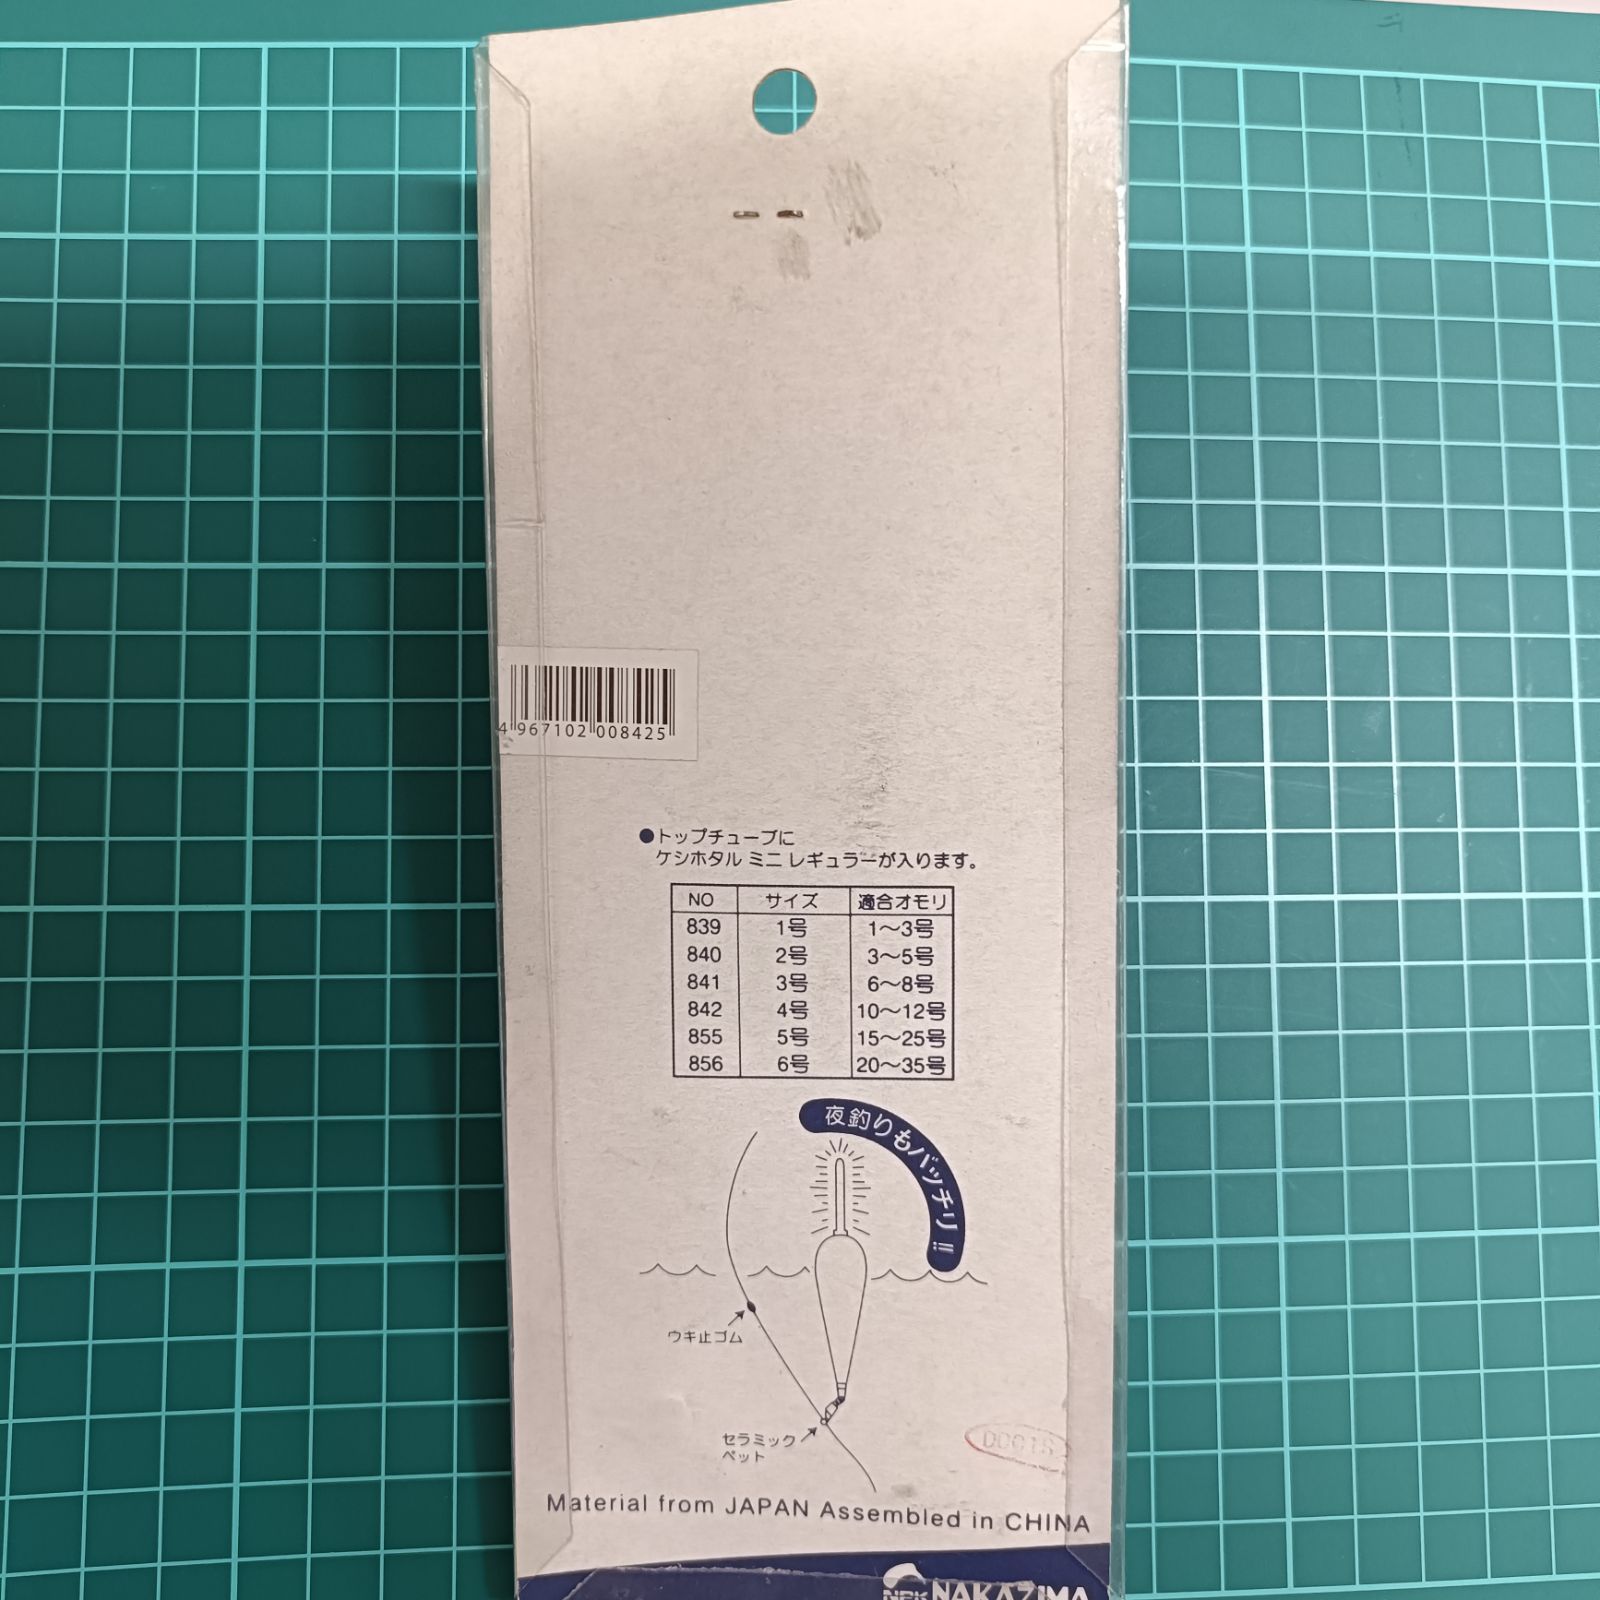 4 967102 008425
●トップチューブに
ケシホタル ミニ レギュラーが入ります。
NO サイズ 適合オモリ
839 1号 1〜3号
840 2号 3〜5号
841 3号 6〜8号
842 4号 10〜12号
855 5号 15〜25号
856 6号 20〜35号
夜釣りもバッチリ!!
ウキ止ゴム
セラミック
ペット
Material from JAPAN Assembled in CHINA
NAKAZIMA